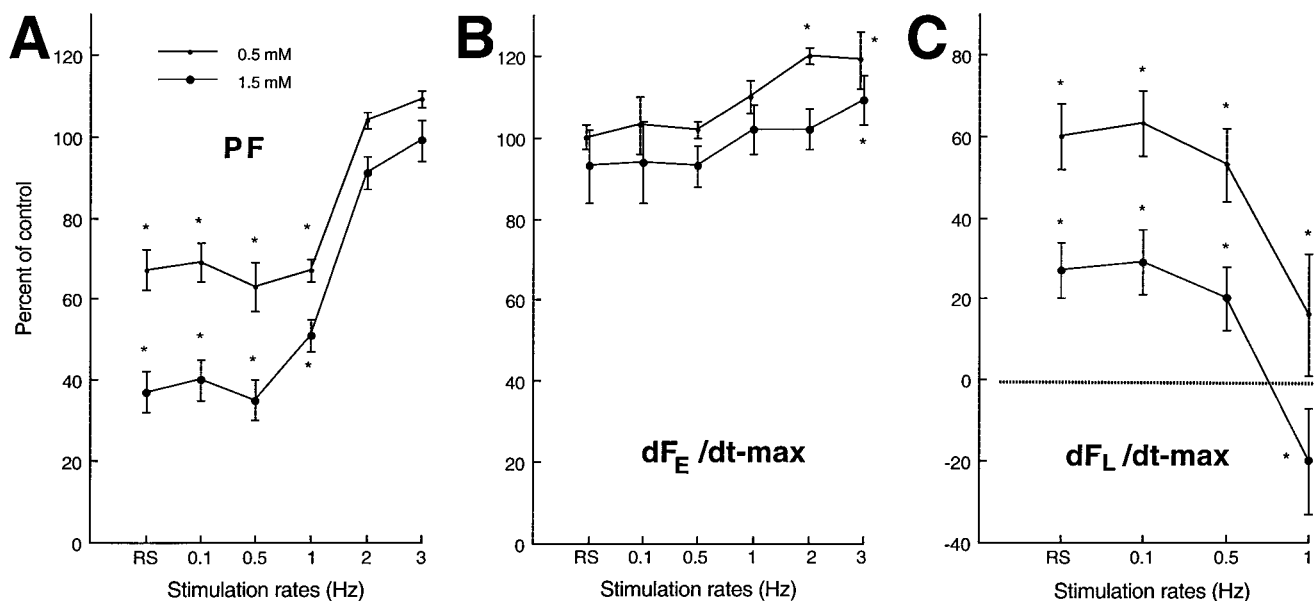 A
120
100
80
60
40
20
0
Percent of control
0.5 mM
1.5 mM
PF
*
*
*
*
*
*
*
*
RS 0.1 0.5 1 2 3
Stimulation rates (Hz)
B
120
100
80
60
40
20
0
*
*
*
dFE /dt-max
RS 0.1 0.5 1 2 3
Stimulation rates (Hz)
C
80
60
40
20
0
-20
-40
*
*
*
*
*
*
*
*
dFL /dt-max
RS 0.1 0.5 1
Stimulation rates (Hz)